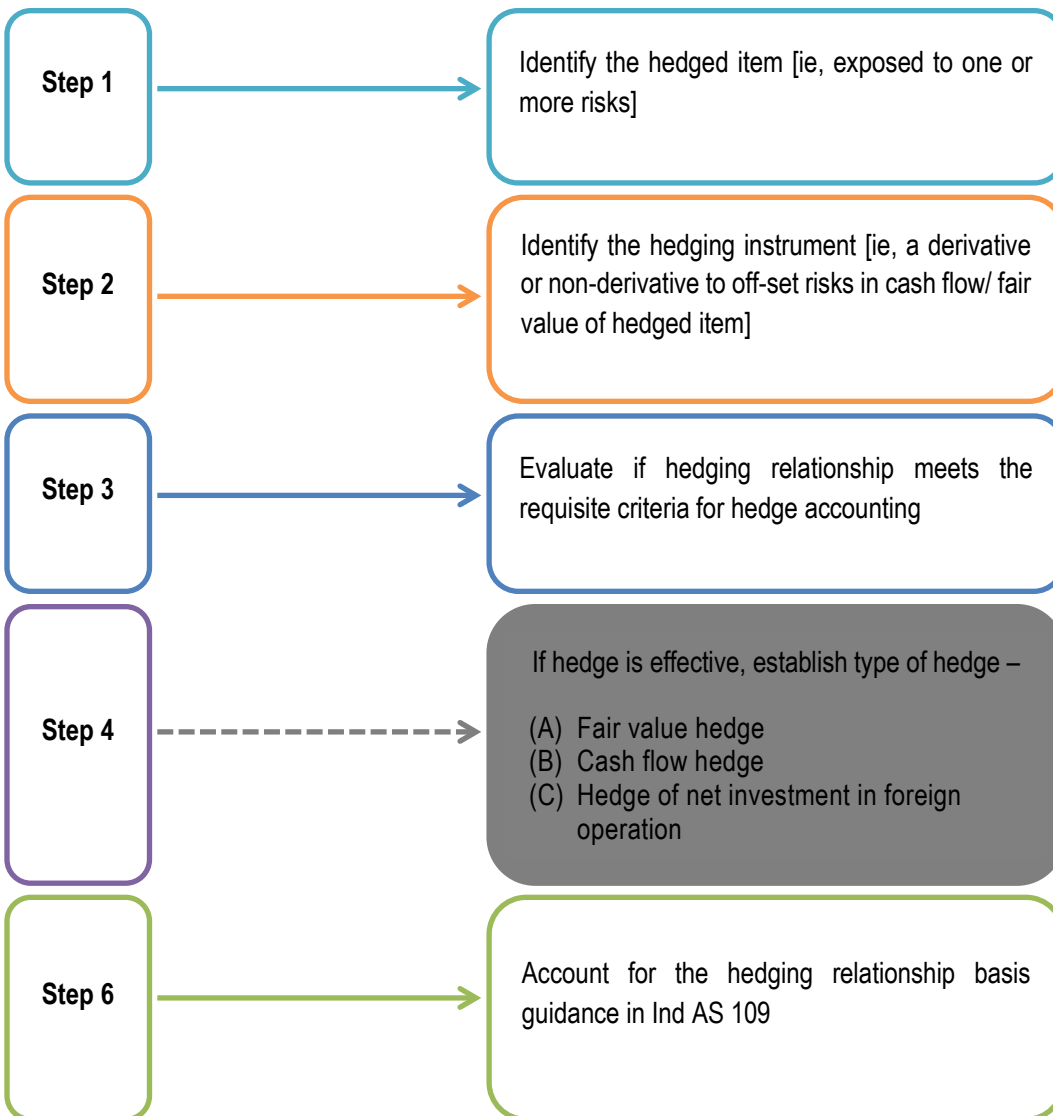 Step 1
Identify the hedged item [ie, exposed to one or
more risks]
Step 2
Identify the hedging instrument [ie, a derivative
or non-derivative to off-set risks in cash flow/ fair
value of hedged item]
Step 3
Evaluate if hedging relationship meets the
requisite criteria for hedge accounting
Step 4
If hedge is effective, establish type of hedge –
(A) Fair value hedge
(B) Cash flow hedge
(C) Hedge of net investment in foreign
operation
Step 6
Account for the hedging relationship basis
guidance in Ind AS 109